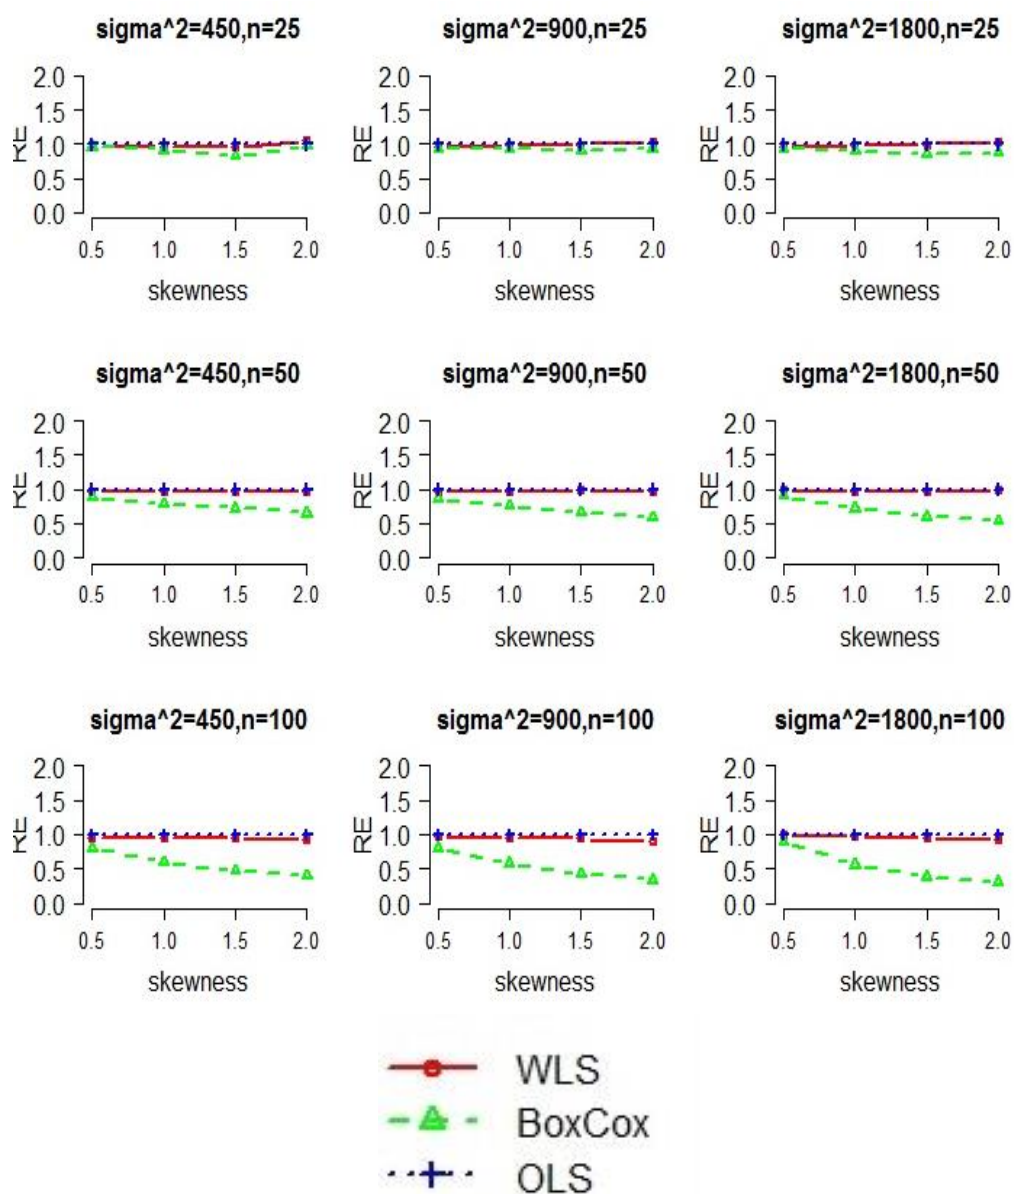 sigma^2=450,n=25 sigma^2=900,n=25 sigma^2=1800,n=25
2.0 2.0 2.0
1.5 1.5 1.5
RE 1.0 RE 1.0 RE 1.0
0.5 0.5 0.5
0.0 0.0 0.0
0.5 1.0 1.5 2.0 0.5 1.0 1.5 2.0 0.5 1.0 1.5 2.0
skewness skewness skewness
sigma^2=450,n=50 sigma^2=900,n=50 sigma^2=1800,n=50
2.0 2.0 2.0
1.5 1.5 1.5
RE 1.0 RE 1.0 RE 1.0
0.5 0.5 0.5
0.0 0.0 0.0
0.5 1.0 1.5 2.0 0.5 1.0 1.5 2.0 0.5 1.0 1.5 2.0
skewness skewness skewness
sigma^2=450,n=100 sigma^2=900,n=100 sigma^2=1800,n=100
2.0 2.0 2.0
1.5 1.5 1.5
RE 1.0 RE 1.0 RE 1.0
0.5 0.5 0.5
0.0 0.0 0.0
0.5 1.0 1.5 2.0 0.5 1.0 1.5 2.0 0.5 1.0 1.5 2.0
skewness skewness skewness
WLS
BoxCox
OLS